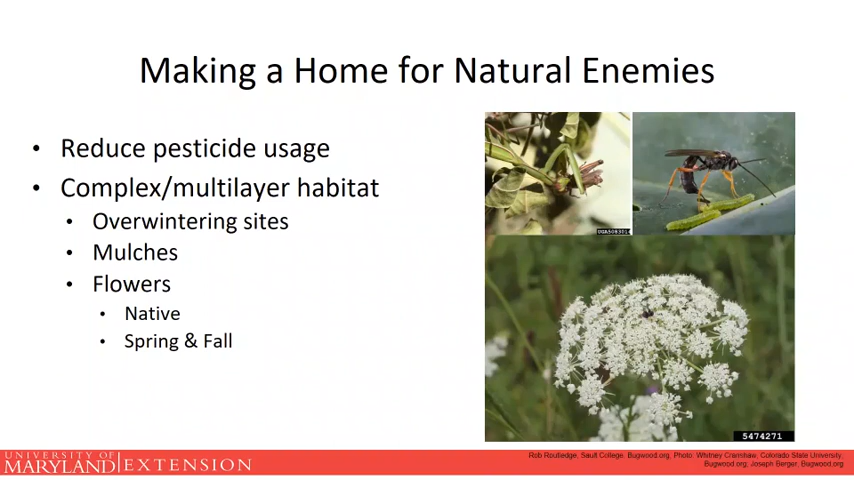 Making a Home for Natural Enemies
• Reduce pesticide usage
• Complex/multilayer habitat
• Overwintering sites
• Mulches
• Flowers
• Native
• Spring & Fall
UGA5083014
5474271
UNIVERSITY OF
MARYLAND EXTENSION
Rob Routledge, Sault College, Bugwood.org, Photo: Whitney Cranshaw, Colorado State University,
Bugwood.org, Joseph Berger, Bugwood.org